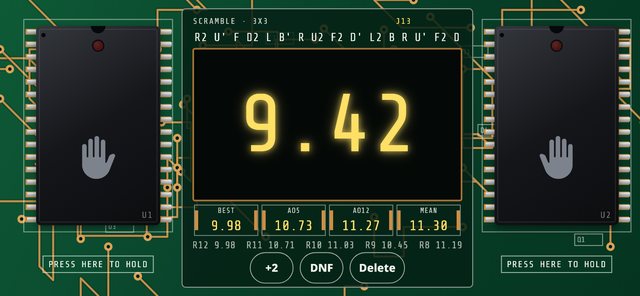 SCRAMBLE · 3X3 J13
R2 U' F D2 L B' R U2 F2 D' L2 B R U' F2 D
9.42
BEST AO5 AO12 MEAN
9.98 10.73 11.27 11.30
R12 9.98 R11 10.71 R10 11.03 R9 10.45 R8 11.19
+2 DNF Delete
U1
U2
U3
Q1
PRESS HERE TO HOLD
PRESS HERE TO HOLD